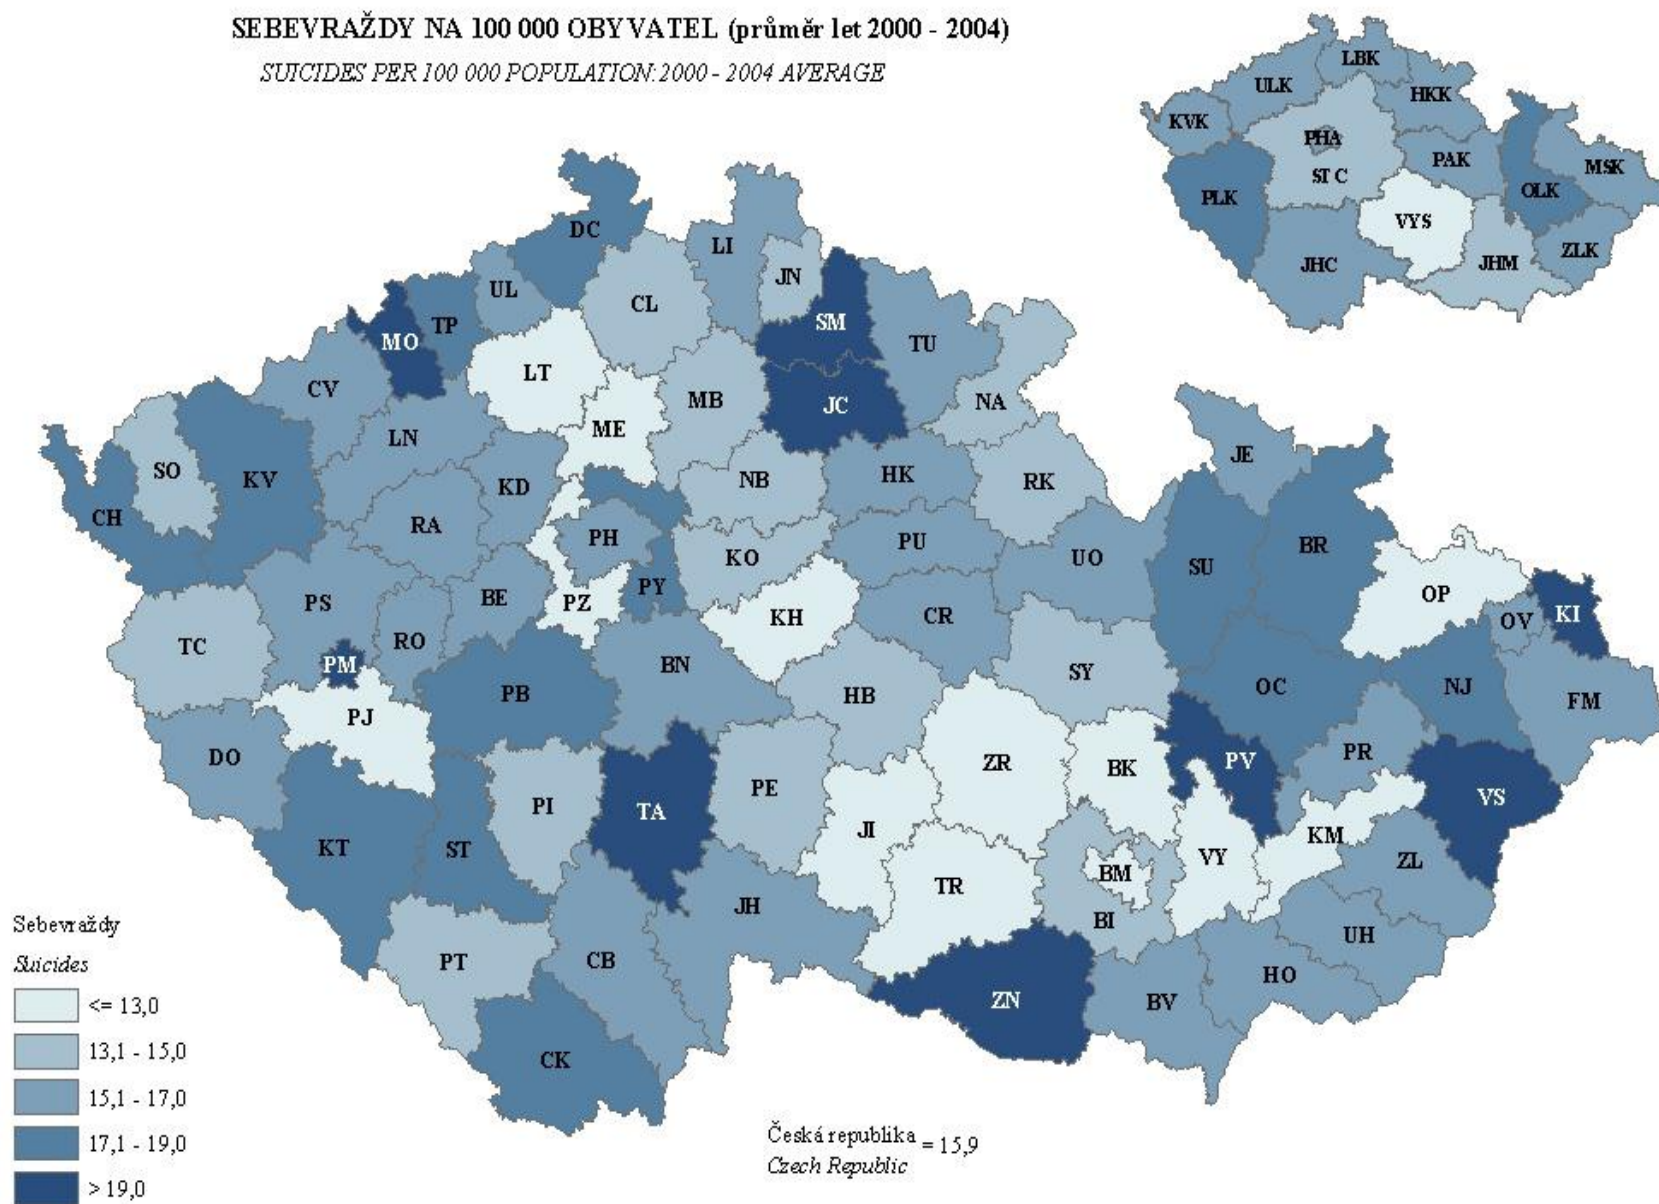 SEBEVRAŽDY NA 100 000 OBYVATEL (průměr let 2000 - 2004)
SUICIDES PER 100 000 POPULATION: 2000 - 2004 AVERAGE
LBK
ULK
HKK
KVK
PHA
PAK
MSK
STC
OLK
PLK
VYS
ZLK
JHC
JHM
DC
LI
JN
UL
CL
SM
TP
MO
TU
LT
CV
MB
JC
NA
ME
LN
JE
SO
KV
KD
NB
HK
RK
CH
RA
PH
KO
PU
UO
BR
SU
PS
BE
PZ
PY
KH
CR
OP
OV
KI
TC
RO
PM
BN
SY
PB
HB
OC
NJ
FM
PJ
DO
ZR
BK
PV
PR
PI
TA
PE
VS
JI
KT
ST
KM
VY
ZL
BM
TR
JH
BI
UH
PT
CB
HO
ZN
BV
CK
Sebevraždy
Suicides
<= 13,0
13,1 - 15,0
15,1 - 17,0
17,1 - 19,0
> 19,0
Česká republika = 15,9
Czech Republic